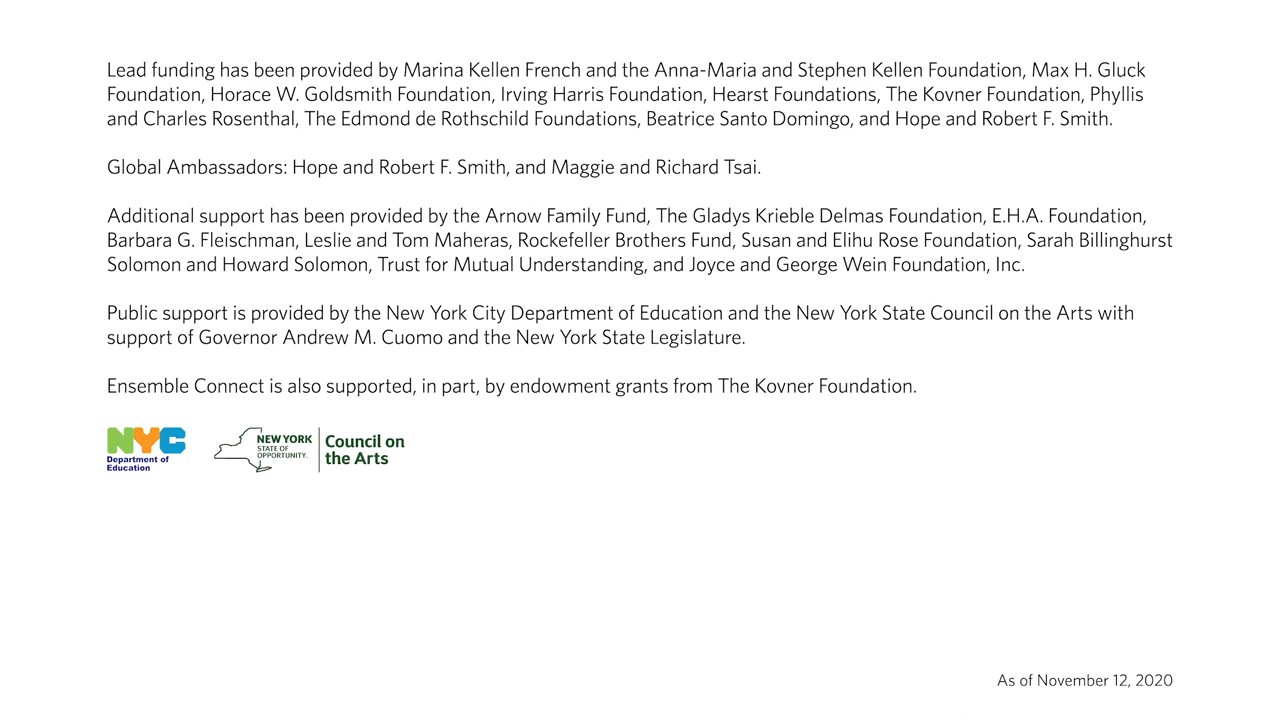 Lead funding has been provided by Marina Kellen French and the Anna-Maria and Stephen Kellen Foundation, Max H. Gluck
Foundation, Horace W. Goldsmith Foundation, Irving Harris Foundation, Hearst Foundations, The Kovner Foundation, Phyllis
and Charles Rosenthal, The Edmond de Rothschild Foundations, Beatrice Santo Domingo, and Hope and Robert F. Smith.
Global Ambassadors: Hope and Robert F. Smith, and Maggie and Richard Tsai.
Additional support has been provided by the Arnow Family Fund, The Gladys Krieble Delmas Foundation, E.H.A. Foundation,
Barbara G. Fleischman, Leslie and Tom Maheras, Rockefeller Brothers Fund, Susan and Elihu Rose Foundation, Sarah Billinghurst
Solomon and Howard Solomon, Trust for Mutual Understanding, and Joyce and George Wein Foundation, Inc.
Public support is provided by the New York City Department of Education and the New York State Council on the Arts with
support of Governor Andrew M. Cuomo and the New York State Legislature.
Ensemble Connect is also supported, in part, by endowment grants from The Kovner Foundation.
NYC
Department of
Education
NEW YORK
STATE OF
OPPORTUNITY.
Council on
the Arts
As of November 12, 2020